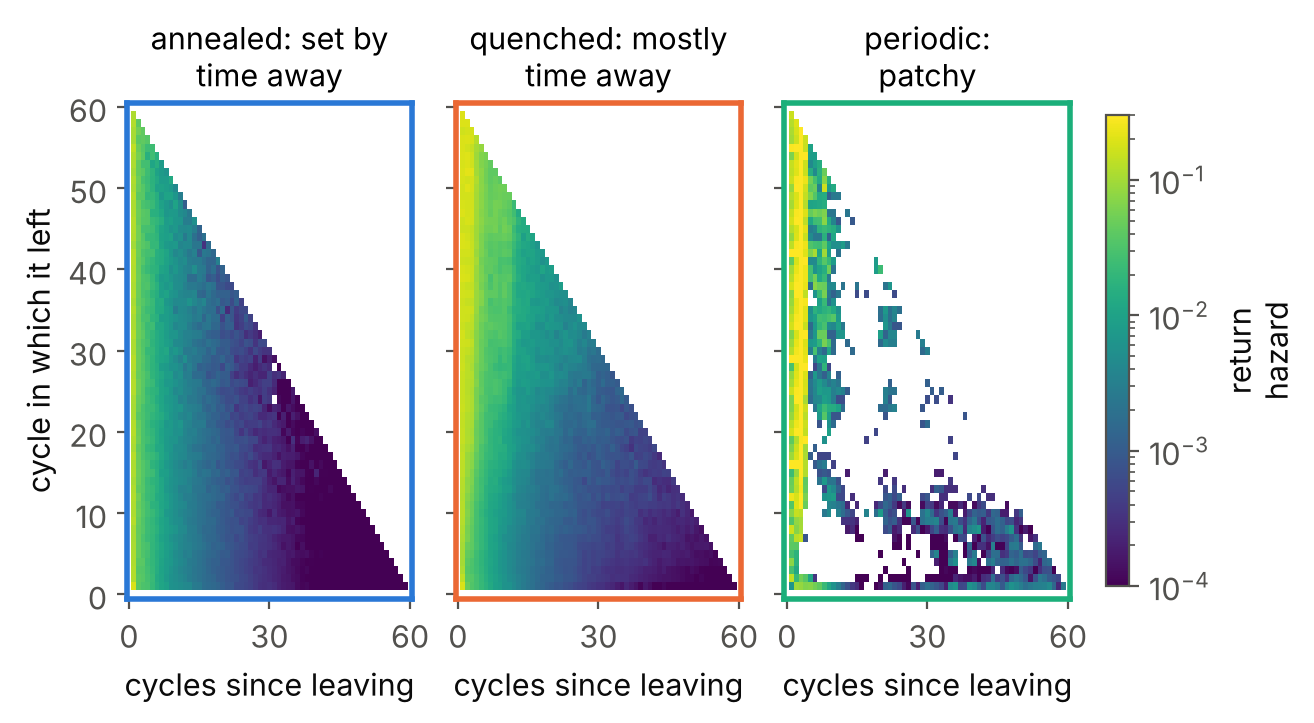 annealed: set by
time away
quenched: mostly
time away
periodic:
patchy
cycle in which it left
60
50
40
30
20
10
0
0 30 60
0 30 60
0 30 60
cycles since leaving
cycles since leaving
cycles since leaving
10⁻¹
10⁻²
10⁻³
10⁻⁴
return
hazard